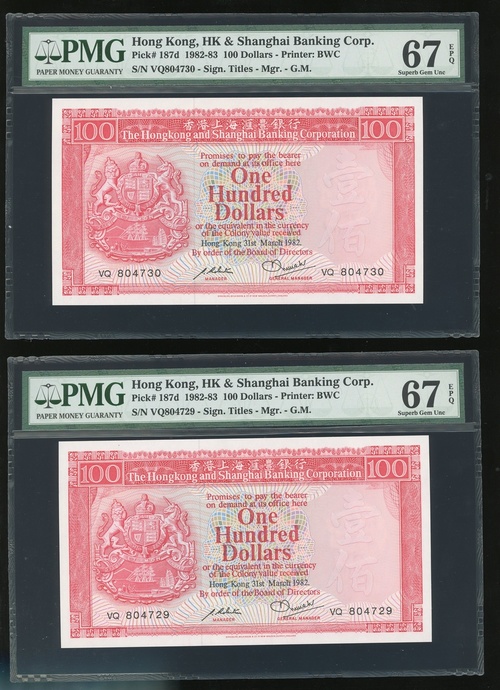 PMG
PAPER MONEY GUARANTY
Hong Kong, HK & Shanghai Banking Corp.
Pick# 187d 1982-83 100 Dollars - Printer: BWC
S/N VQ804730 - Sign. Titles - Mgr. - G.M.
67 EPQ
Superb Gem Unc
100 香港上海滙豐銀行 100
The Hongkong and Shanghai Banking Corporation
Promises to pay the bearer
on demand at its office here
One
Hundred
Dollars
or the equivalent in the currency
of the Colony value received
Hong Kong 31st March 1982.
By order of the Board of Directors
壹佰
VQ 804730 VQ 804730
MANAGER GENERAL MANAGER
PMG
PAPER MONEY GUARANTY
Hong Kong, HK & Shanghai Banking Corp.
Pick# 187d 1982-83 100 Dollars - Printer: BWC
S/N VQ804729 - Sign. Titles - Mgr. - G.M.
67 EPQ
Superb Gem Unc
100 香港上海滙豐銀行 100
The Hongkong and Shanghai Banking Corporation
Promises to pay the bearer
on demand at its office here
One
Hundred
Dollars
or the equivalent in the currency
of the Colony value received
Hong Kong 31st March 1982.
By order of the Board of Directors
壹佰
VQ 804729 VQ 804729
MANAGER GENERAL MANAGER